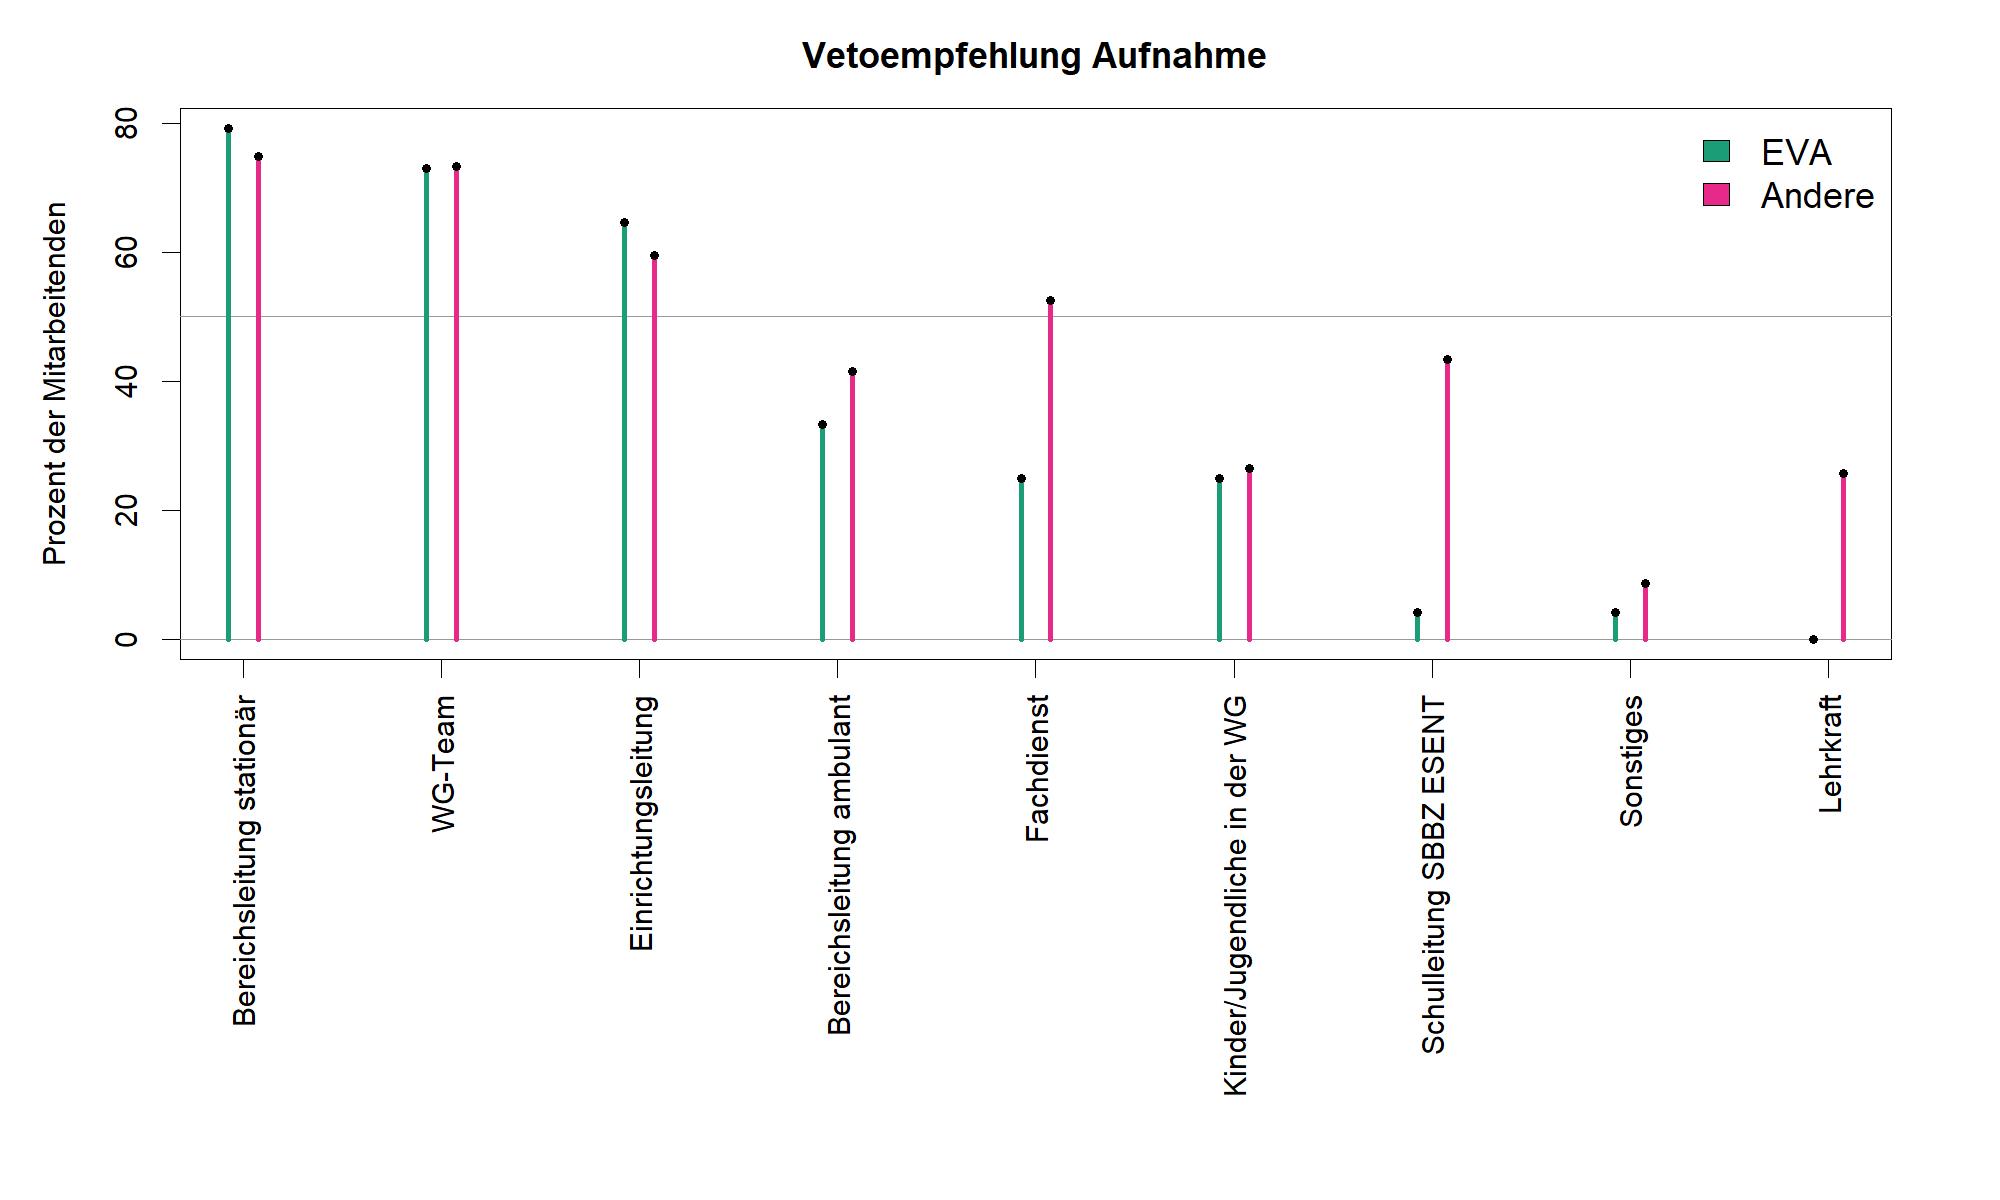 Vetoempfehlung Aufnahme
Prozent der Mitarbeitenden
80
60
40
20
0
EVA
Andere
Bereichsleitung stationär
WG-Team
Einrichtungsleitung
Bereichsleitung ambulant
Fachdienst
Kinder/Jugendliche in der WG
Schulleitung SBBZ ESENT
Sonstiges
Lehrkraft